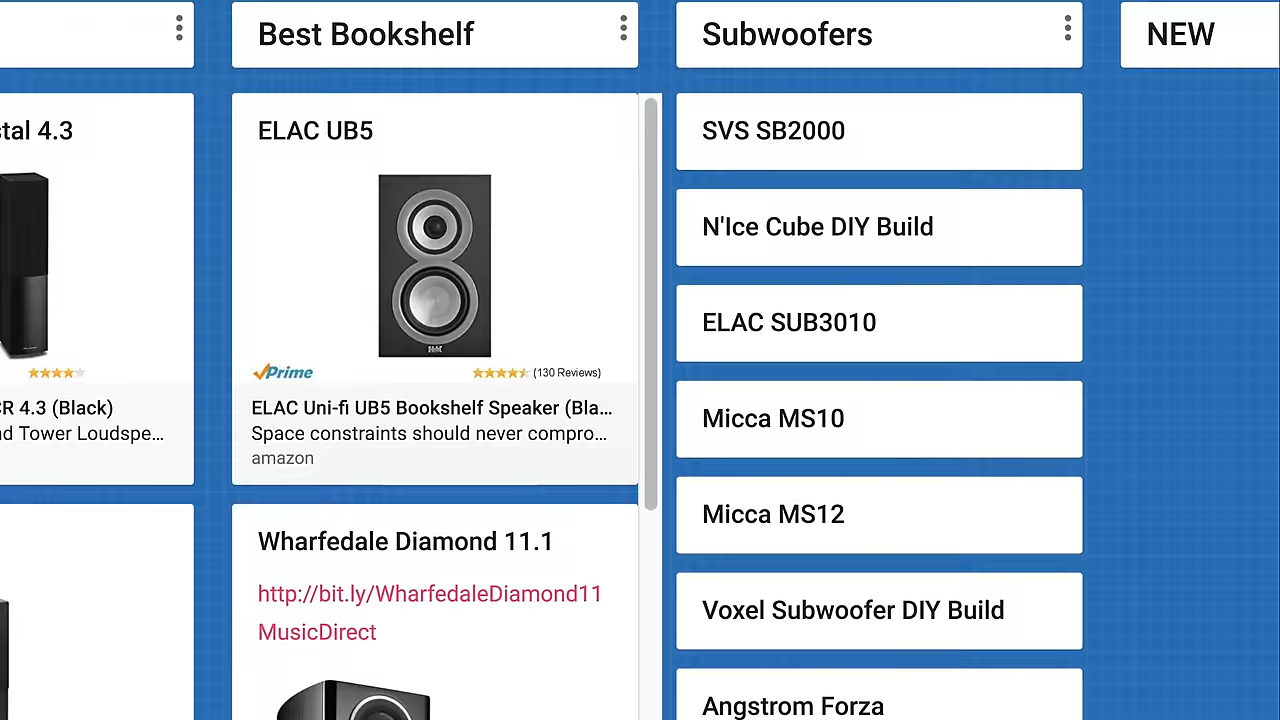 Best Bookshelf
Subwoofers
NEW
stal 4.3
R 4.3 (Black)
nd Tower Loudspe…
ELAC UB5
ELAC
Prime
(130 Reviews)
ELAC Uni-fi UB5 Bookshelf Speaker (Bla…
Space constraints should never compro…
amazon
Wharfedale Diamond 11.1
http://bit.ly/WharfedaleDiamond11
MusicDirect
SVS SB2000
N'Ice Cube DIY Build
ELAC SUB3010
Micca MS10
Micca MS12
Voxel Subwoofer DIY Build
Angstrom Forza